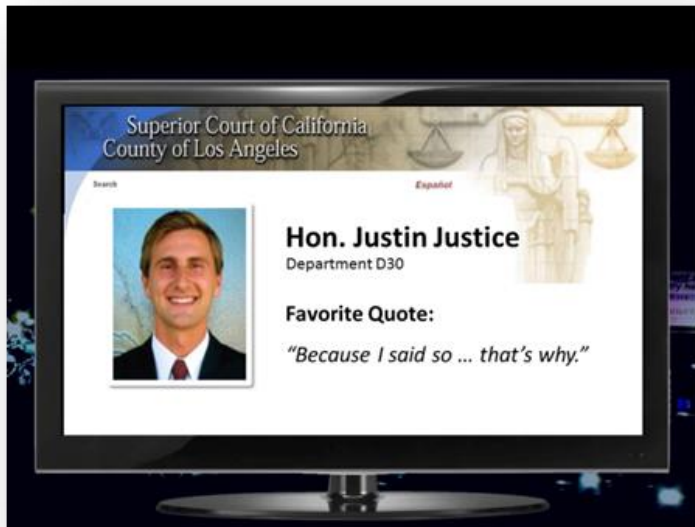 Superior Court of California
County of Los Angeles
Search
Español
Hon. Justin Justice
Department D30
Favorite Quote:
“Because I said so ... that’s why.”